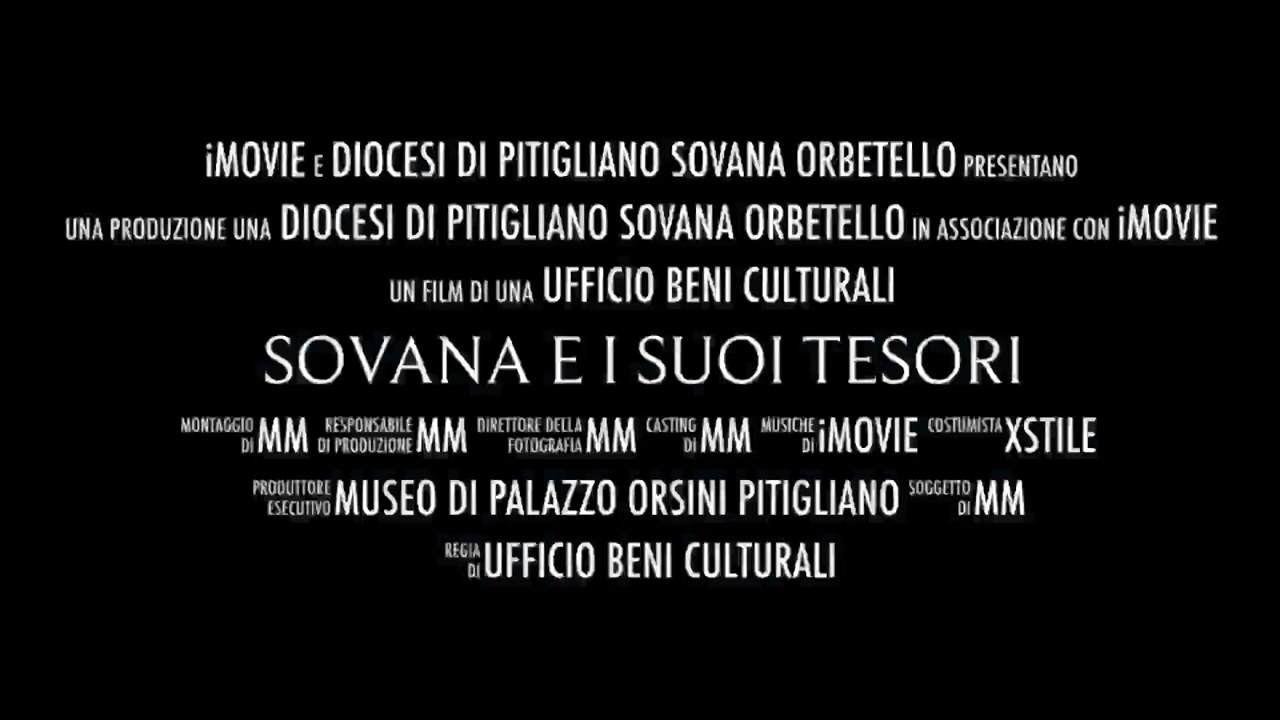 iMOVIE E DIOCESI DI PITIGLIANO SOVANA ORBETELLO PRESENTANO
UNA PRODUZIONE UNA DIOCESI DI PITIGLIANO SOVANA ORBETELLO IN ASSOCIAZIONE CON iMOVIE
UN FILM DI UNA UFFICIO BENI CULTURALI
SOVANA E I SUOI TESORI
MONTAGGIO DI MM RESPONSABILE DI PRODUZIONE MM DIRETTORE DELLA FOTOGRAFIA MM CASTING DI MM MUSICHE DI iMOVIE COSTUMISTA XSTILE
PRODUTTORE ESECUTIVO MUSEO DI PALAZZO ORSINI PITIGLIANO SOGGETTO DI MM
REGIA DI UFFICIO BENI CULTURALI